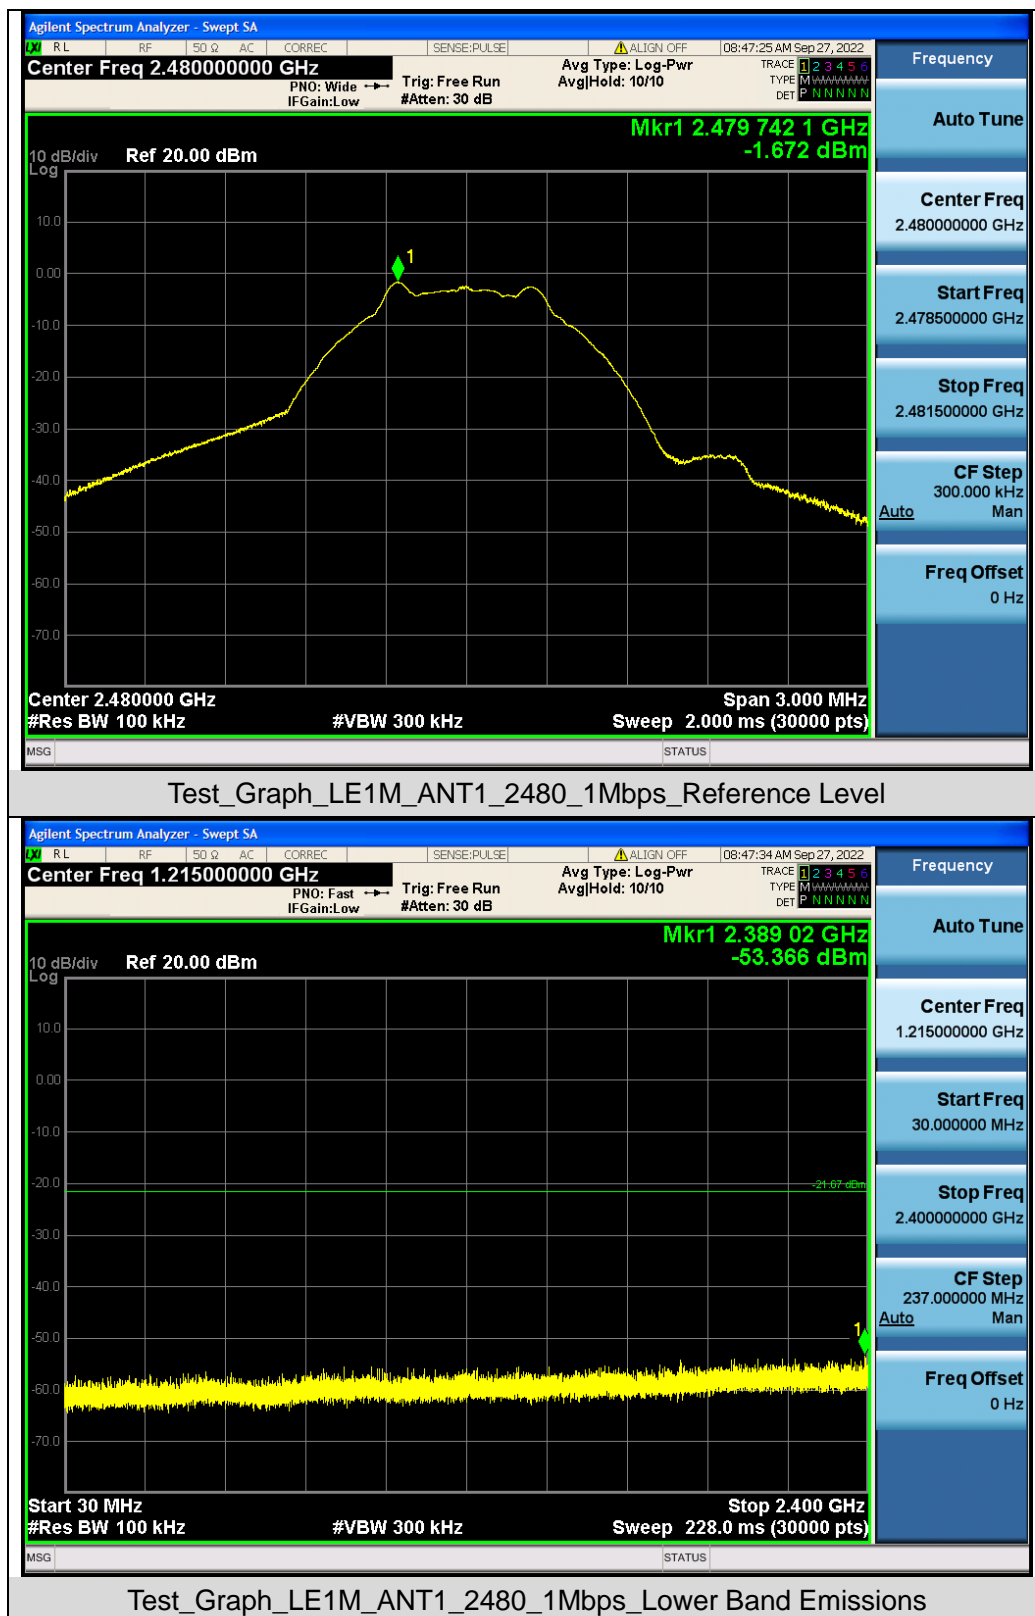 Agilent Spectrum Analyzer - Swept SA
LXI RL RF 50 Ω AC CORREC SENSE:PULSE ALIGN OFF 08:47:25 AM Sep 27, 2022
Center Freq 2.480000000 GHz
PNO: Wide
IFGain:Low
Trig: Free Run
#Atten: 30 dB
Avg Type: Log-Pwr
Avg|Hold: 10/10
TRACE 1 2 3 4 5 6
TYPE M
DET P N N N N N
Mkr1 2.479 742 1 GHz
-1.672 dBm
10 dB/div
Log
Ref 20.00 dBm
1
10.0
0.00
-10.0
-20.0
-30.0
-40.0
-50.0
-60.0
-70.0
Center 2.480000 GHz
Span 3.000 MHz
#Res BW 100 kHz
#VBW 300 kHz
Sweep 2.000 ms (30000 pts)
MSG
STATUS
Frequency
Auto Tune
Center Freq
2.480000000 GHz
Start Freq
2.478500000 GHz
Stop Freq
2.481500000 GHz
CF Step
300.000 kHz
Auto Man
Freq Offset
0 Hz
Test_Graph_LE1M_ANT1_2480_1Mbps_Reference Level
Agilent Spectrum Analyzer - Swept SA
LXI RL RF 50 Ω AC CORREC SENSE:PULSE ALIGN OFF 08:47:34 AM Sep 27, 2022
Center Freq 1.215000000 GHz
PNO: Fast
IFGain:Low
Trig: Free Run
#Atten: 30 dB
Avg Type: Log-Pwr
Avg|Hold: 10/10
TRACE 1 2 3 4 5 6
TYPE M
DET P N N N N N
Mkr1 2.389 02 GHz
-53.366 dBm
10 dB/div
Log
Ref 20.00 dBm
10.0
0.00
-10.0
-20.0
-21.67 dBm
-30.0
-40.0
-50.0
1
-60.0
-70.0
Start 30 MHz
Stop 2.400 GHz
#Res BW 100 kHz
#VBW 300 kHz
Sweep 228.0 ms (30000 pts)
MSG
STATUS
Frequency
Auto Tune
Center Freq
1.215000000 GHz
Start Freq
30.000000 MHz
Stop Freq
2.400000000 GHz
CF Step
237.000000 MHz
Auto Man
Freq Offset
0 Hz
Test_Graph_LE1M_ANT1_2480_1Mbps_Lower Band Emissions